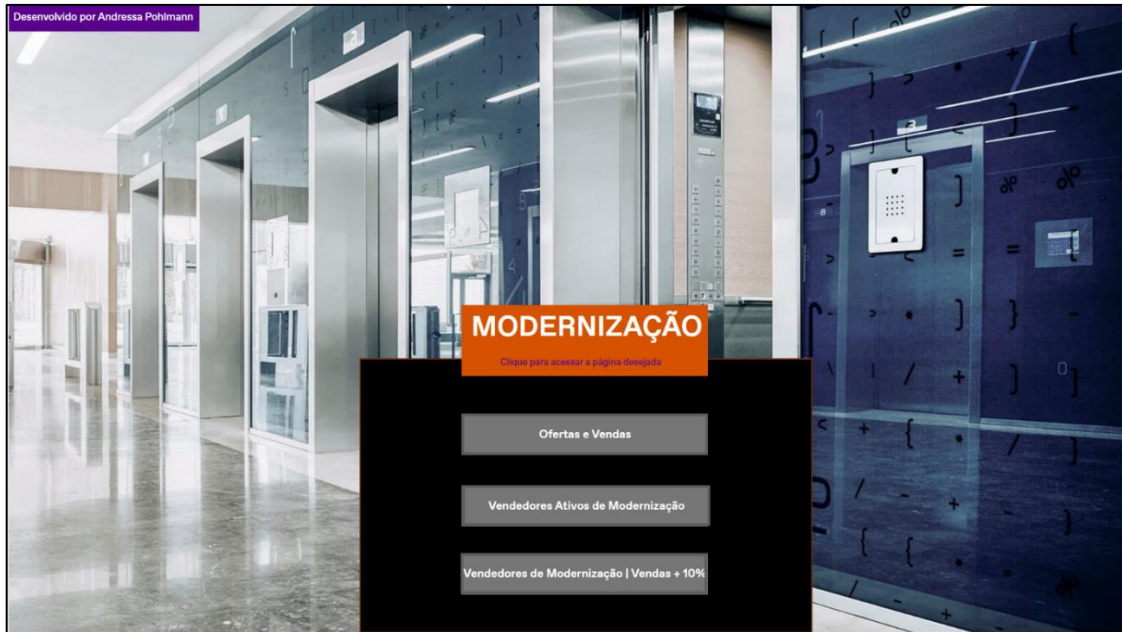 Desenvolvido por Andressa Pohlmann
MODERNIZAÇÃO
Clique para acessar a página desejada
Ofertas e Vendas
Vendedores Ativos de Modernização
Vendedores de Modernização | Vendas + 10%